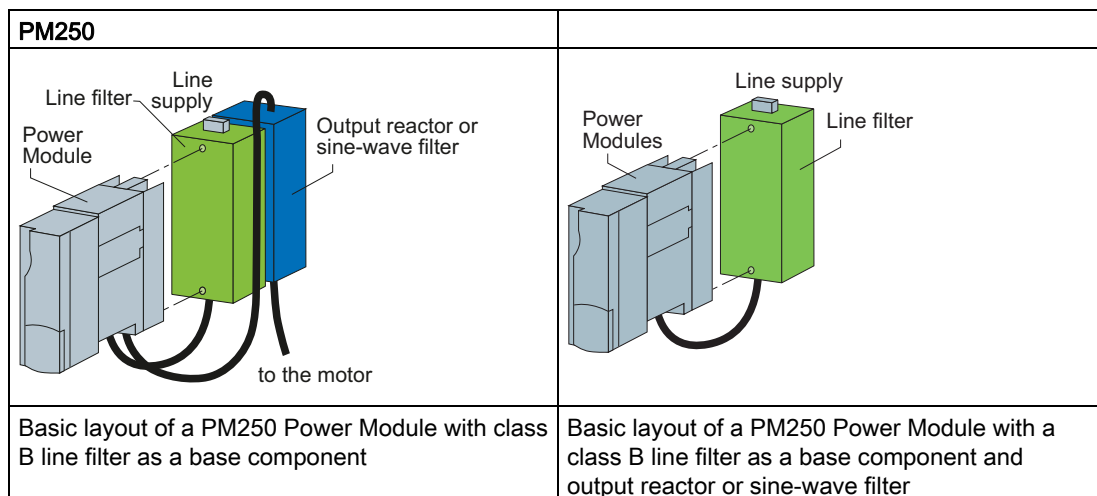 PM250
Line
supply
Line filter
Power
Module
Output reactor or
sine-wave filter
to the motor
Line supply
Power
Modules
Line filter
Basic layout of a PM250 Power Module with class
B line filter as a base component
Basic layout of a PM250 Power Module with a
class B line filter as a base component and
output reactor or sine-wave filter